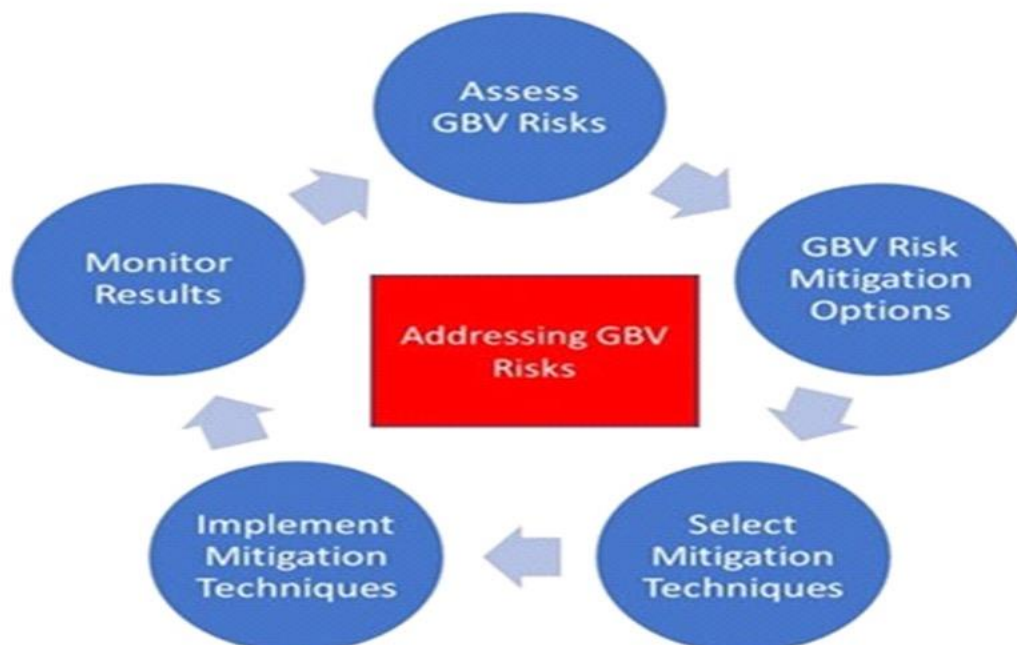 Assess
GBV Risks
GBV Risk
Mitigation
Options
Select
Mitigation
Techniques
Implement
Mitigation
Techniques
Monitor
Results
Addressing GBV
Risks